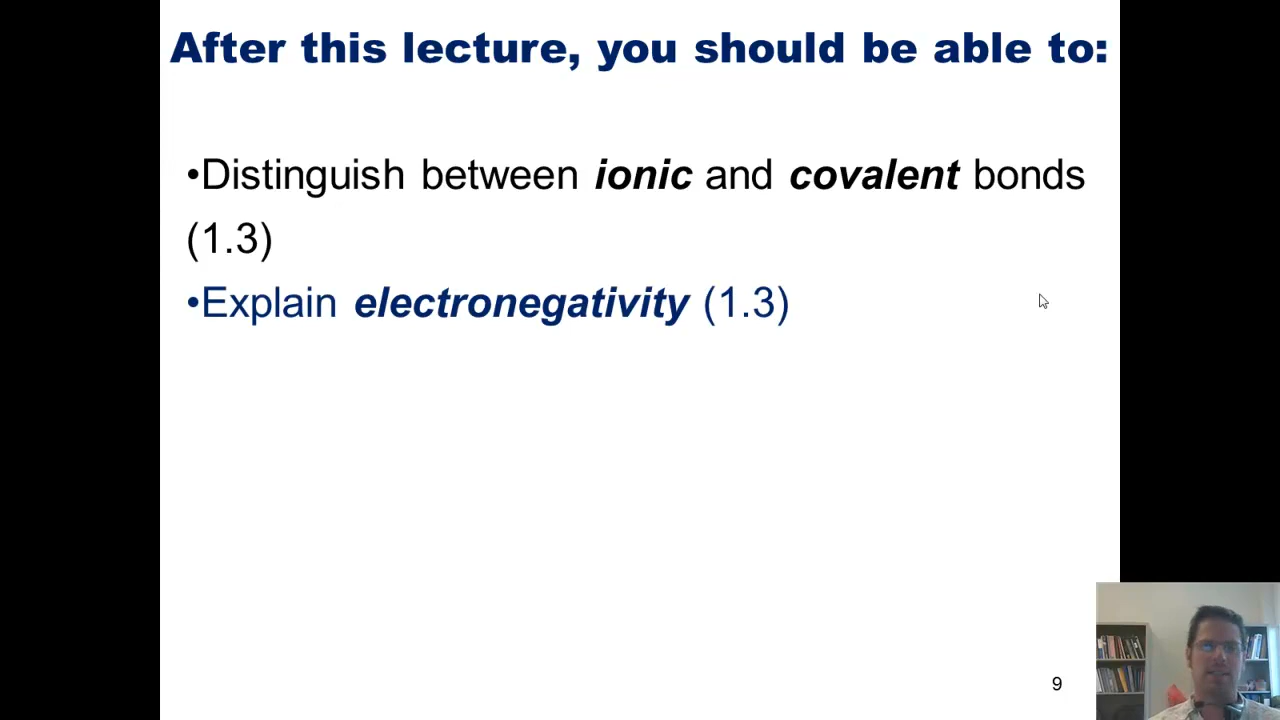 After this lecture, you should be able to:
•Distinguish between ionic and covalent bonds
(1.3)
•Explain electronegativity (1.3)
9